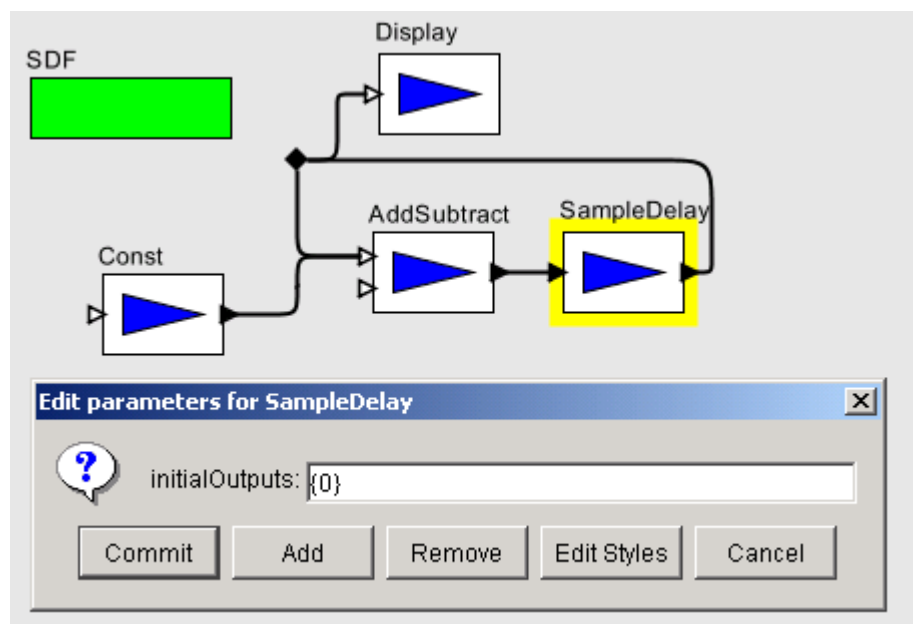 Display
SDF
AddSubtract
SampleDelay
Const
Edit parameters for SampleDelay
?
initialOutputs: {0}
Commit Add Remove Edit Styles Cancel